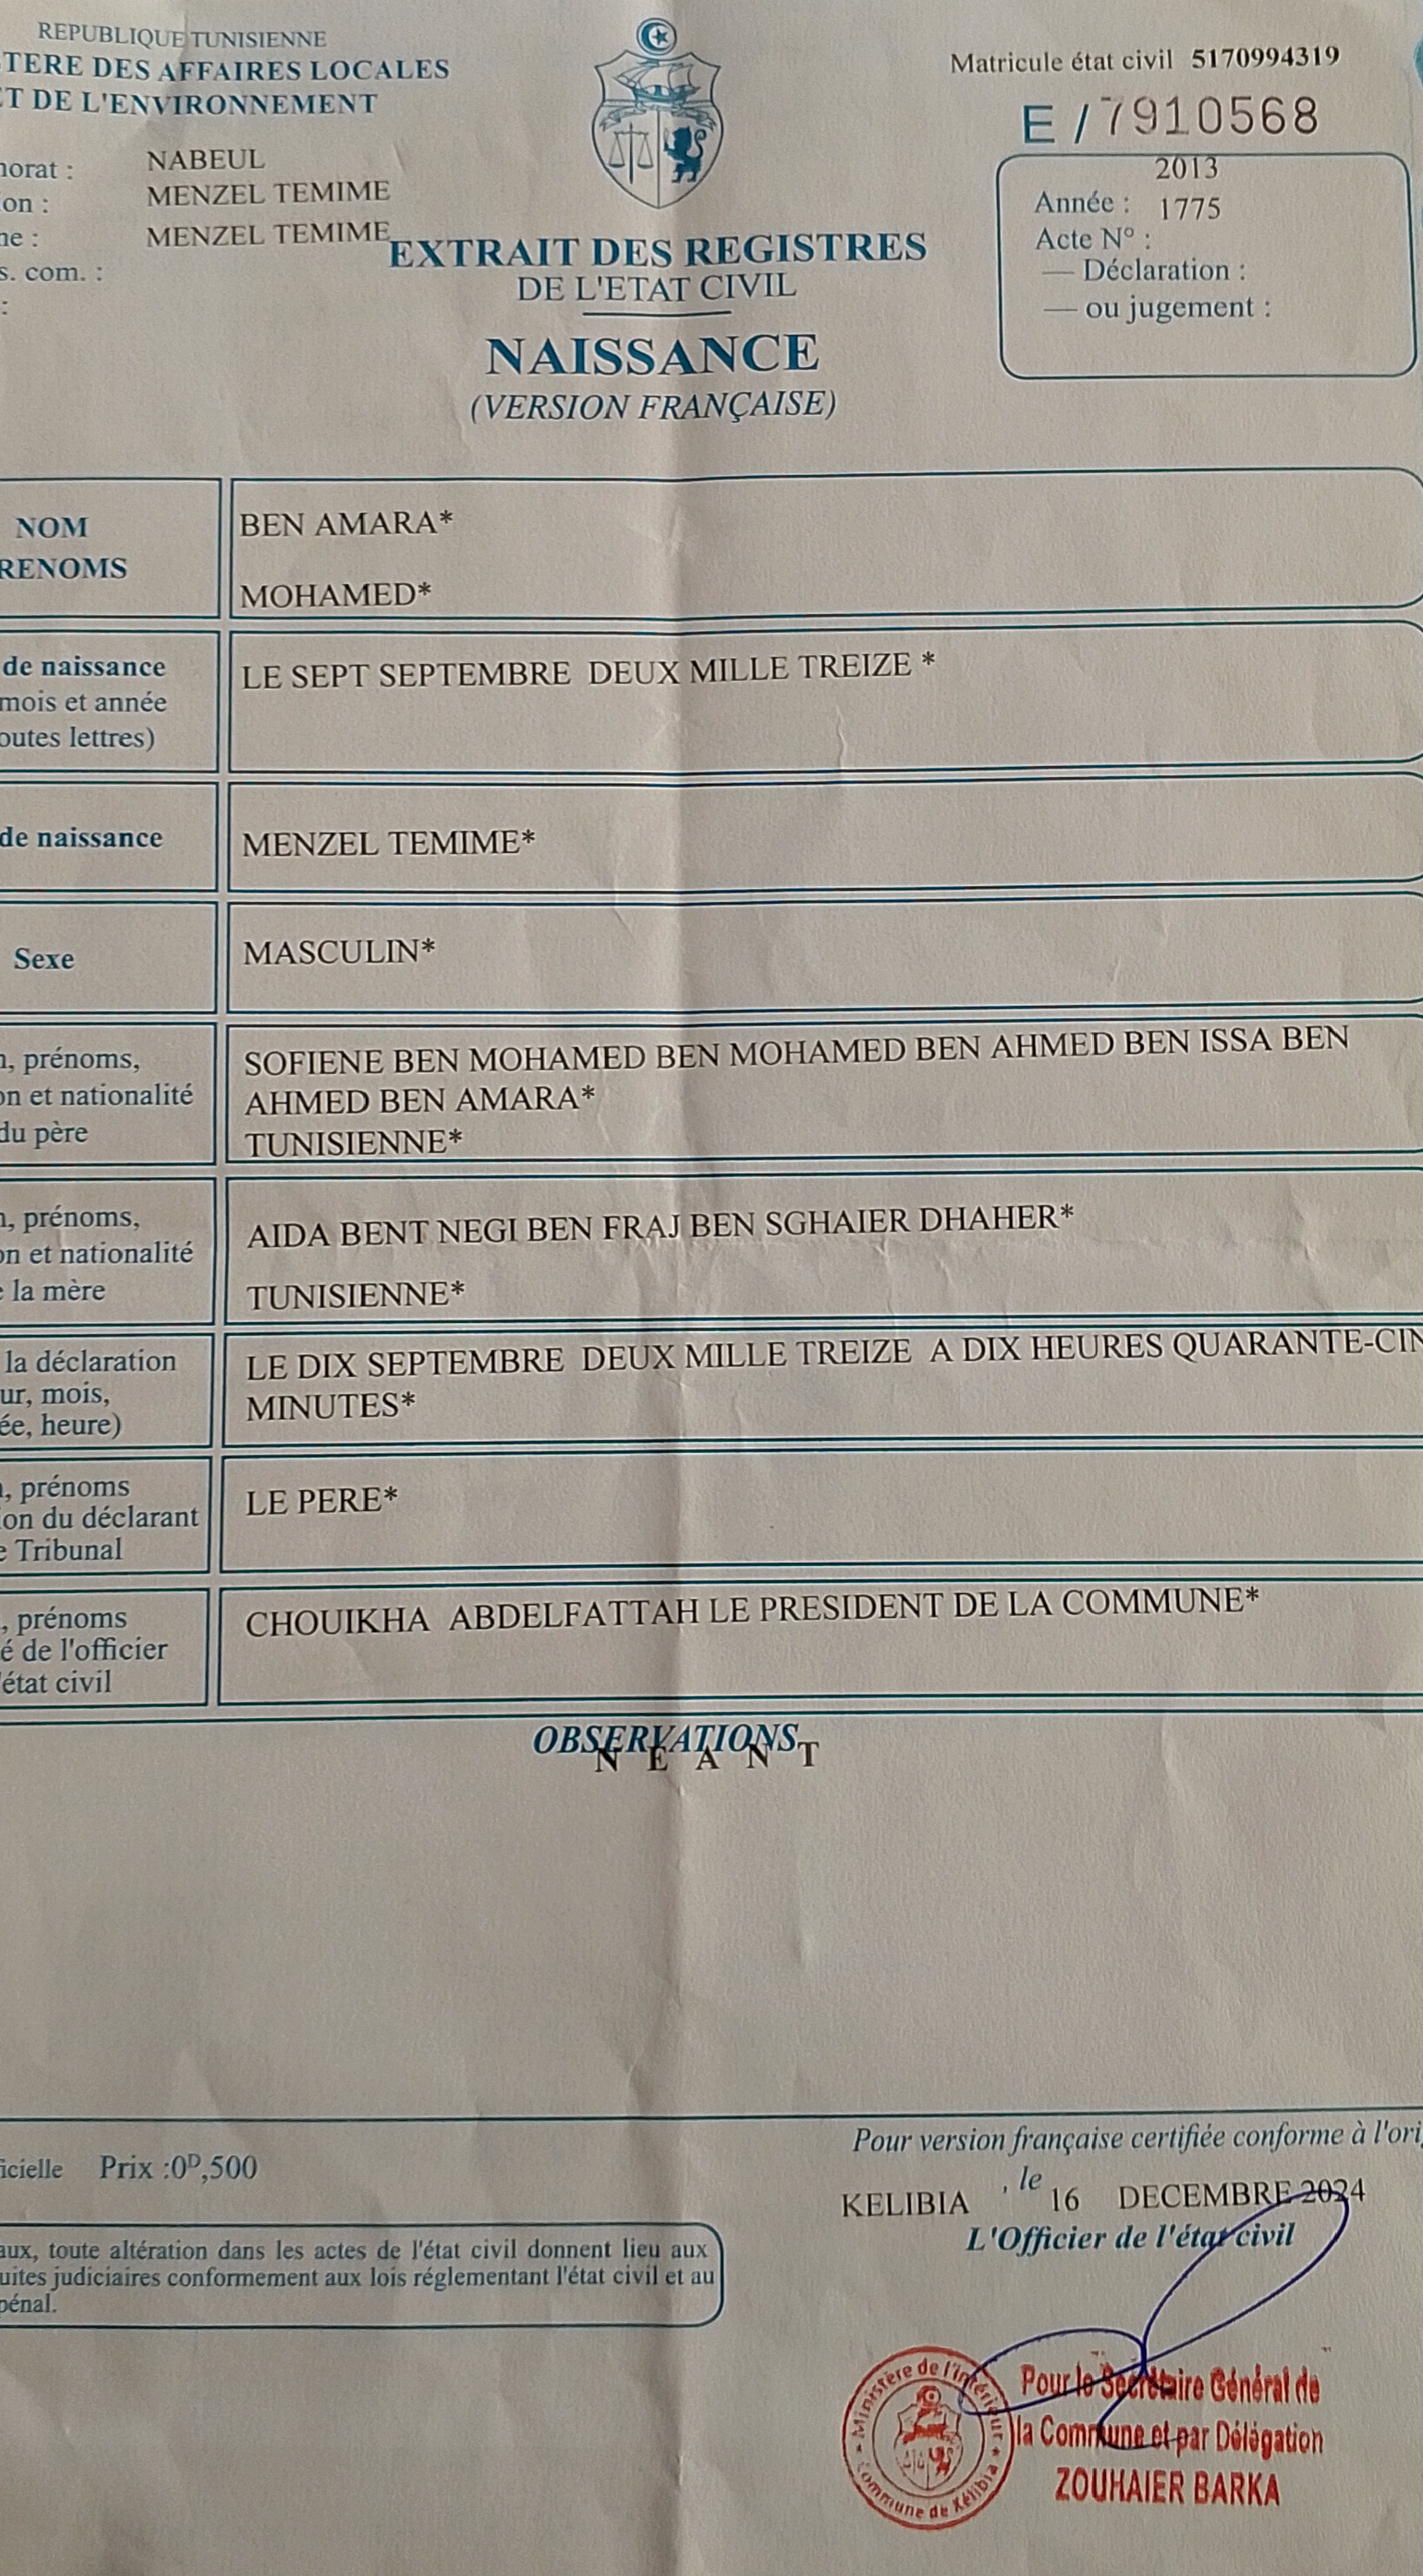 REPUBLIQUE TUNISIENNE
TERE DES AFFAIRES LOCALES
ET DE L'ENVIRONNEMENT
norat : NABEUL
on : MENZEL TEMIME
ne : MENZEL TEMIME
s. com. :
:
Matricule état civil 5170994319
E / 7910568
2013
Année : 1775
Acte N° :
— Déclaration :
— ou jugement :
EXTRAIT DES REGISTRES
DE L'ETAT CIVIL
NAISSANCE
(VERSION FRANÇAISE)
NOM BEN AMARA*
RENOMS MOHAMED*
de naissance
mois et année
outes lettres)
LE SEPT SEPTEMBRE DEUX MILLE TREIZE *
de naissance MENZEL TEMIME*
Sexe MASCULIN*
n, prénoms,
on et nationalité
du père
SOFIENE BEN MOHAMED BEN MOHAMED BEN AHMED BEN ISSA BEN
AHMED BEN AMARA*
TUNISIENNE*
n, prénoms,
on et nationalité
e la mère
AIDA BENT NEGI BEN FRAJ BEN SGHAIER DHAHER*
TUNISIENNE*
la déclaration
ur, mois,
ée, heure)
LE DIX SEPTEMBRE DEUX MILLE TREIZE A DIX HEURES QUARANTE-CIN
MINUTES*
n, prénoms
ion du déclarant
e Tribunal
LE PERE*
, prénoms
é de l'officier
'état civil
CHOUIKHA ABDELFATTAH LE PRESIDENT DE LA COMMUNE*
OBSERVATIONS
N E A N T
icielle Prix :0ᴰ,500
Pour version française certifiée conforme à l'ori
KELIBIA , le 16 DECEMBRE 2024
L'Officier de l'état civil
aux, toute altération dans les actes de l'état civil donnent lieu aux
uites judiciaires conformement aux lois réglementant l'état civil et au
pénal.
Ministère de l'intérieur
Commune de Kélibia
Pour le Secrétaire Général de
la Commune et par Délégation
ZOUHAIER BARKA